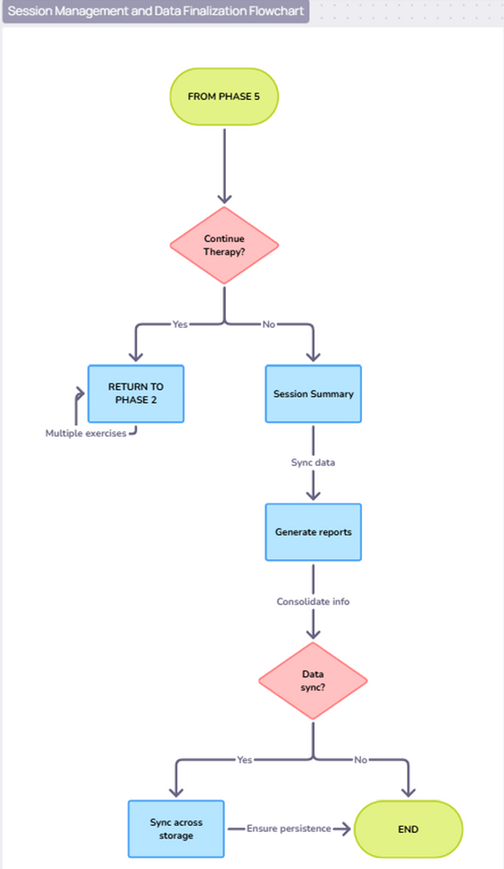 Session Management and Data Finalization Flowchart
FROM PHASE 5
Continue
Therapy?
Yes
No
RETURN TO
PHASE 2
Session Summary
Multiple exercises
Sync data
Generate reports
Consolidate info
Data
sync?
Yes
No
Sync across
storage
Ensure persistence
END